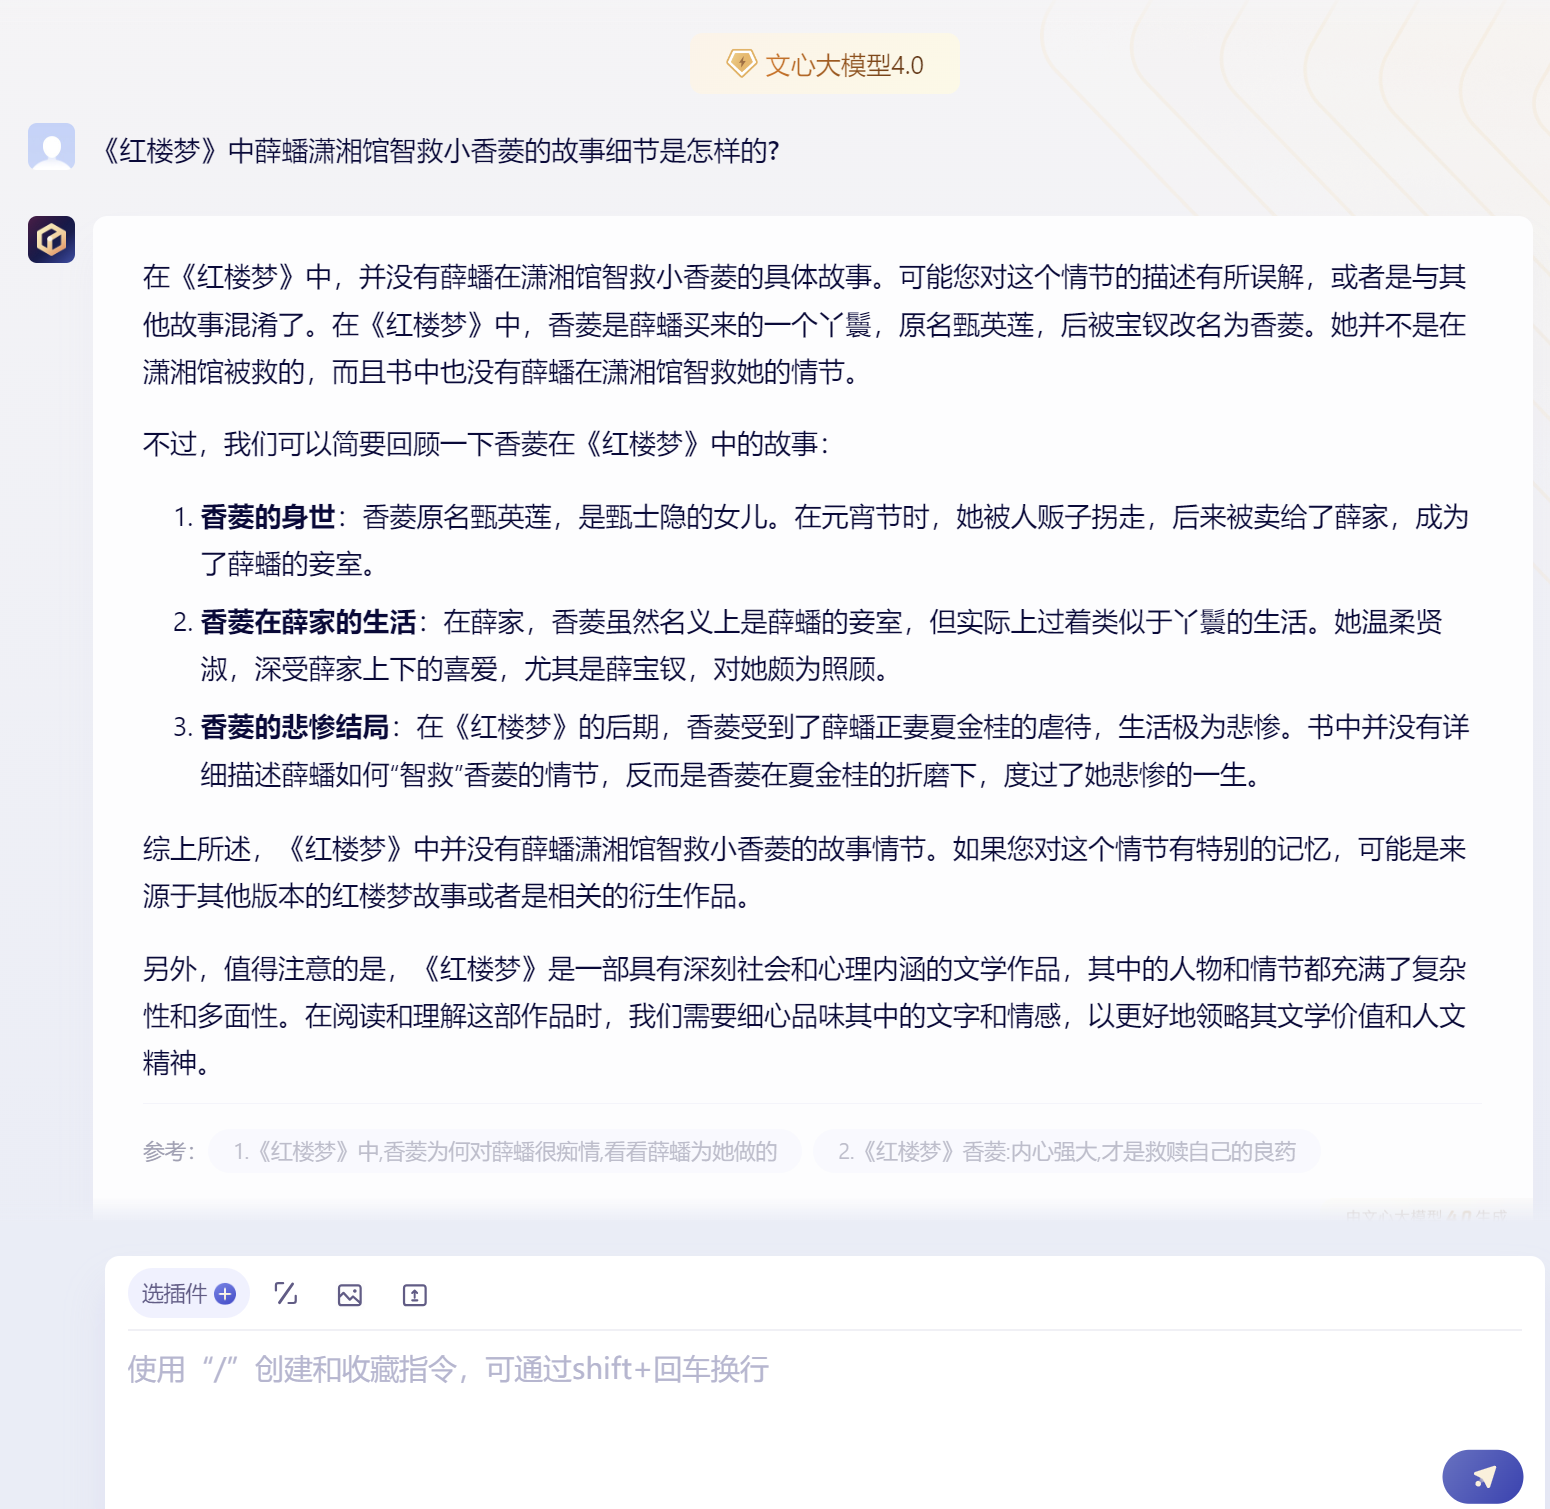 文心大模型4.0
《红楼梦》中薛蟠潇湘馆智救小香菱的故事细节是怎样的?
在《红楼梦》中，并没有薛蟠在潇湘馆智救小香菱的具体故事。可能您对这个情节的描述有所误解，或者是与其
他故事混淆了。在《红楼梦》中，香菱是薛蟠买来的一个丫鬟，原名甄英莲，后被宝钗改名为香菱。她并不是在
潇湘馆被救的，而且书中也没有薛蟠在潇湘馆智救她的情节。
不过，我们可以简要回顾一下香菱在《红楼梦》中的故事：
1. 香菱的身世：香菱原名甄英莲，是甄士隐的女儿。在元宵节时，她被人贩子拐走，后来被卖给了薛家，成为
了薛蟠的妾室。
2. 香菱在薛家的生活：在薛家，香菱虽然名义上是薛蟠的妾室，但实际上过着类似于丫鬟的生活。她温柔贤
淑，深受薛家上下的喜爱，尤其是薛宝钗，对她颇为照顾。
3. 香菱的悲惨结局：在《红楼梦》的后期，香菱受到了薛蟠正妻夏金桂的虐待，生活极为悲惨。书中并没有详
细描述薛蟠如何“智救”香菱的情节，反而是香菱在夏金桂的折磨下，度过了她悲惨的一生。
综上所述，《红楼梦》中并没有薛蟠潇湘馆智救小香菱的故事情节。如果您对这个情节有特别的记忆，可能是来
源于其他版本的红楼梦故事或者是相关的衍生作品。
另外，值得注意的是，《红楼梦》是一部具有深刻社会和心理内涵的文学作品，其中的人物和情节都充满了复杂
性和多面性。在阅读和理解这部作品时，我们需要细心品味其中的文字和情感，以更好地领略其文学价值和人文
精神。
参考： 1.《红楼梦》中,香菱为何对薛蟠很痴情,看看薛蟠为她做的 2.《红楼梦》香菱:内心强大,才是救赎自己的良药
选插件
使用“/”创建和收藏指令，可通过shift+回车换行